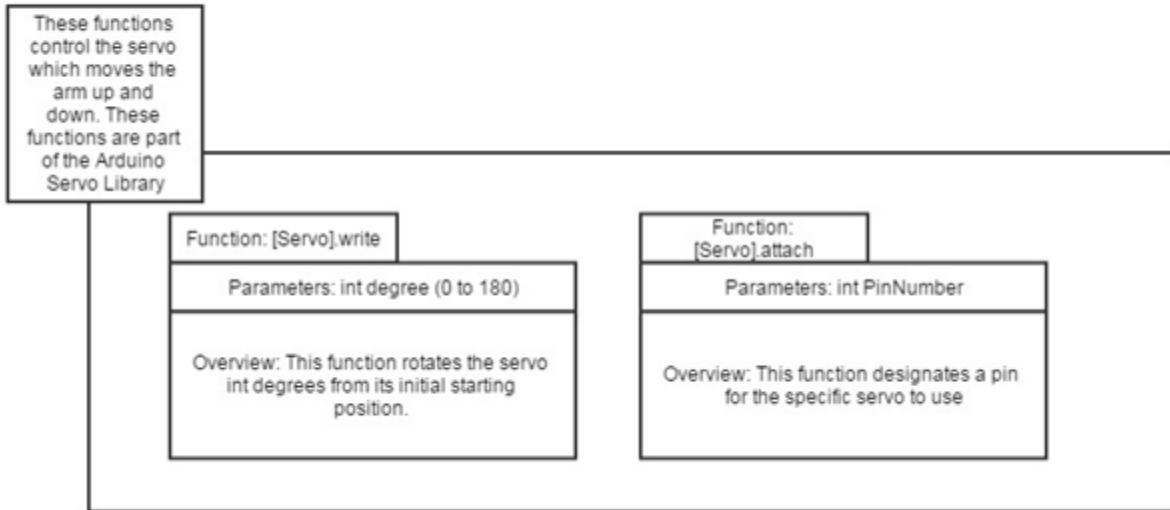 These functions
control the servo
which moves the
arm up and
down. These
functions are part
of the Arduino
Servo Library
Function: [Servo].write
Parameters: int degree (0 to 180)
Overview: This function rotates the servo
int degrees from its initial starting
position.
Function:
[Servo].attach
Parameters: int PinNumber
Overview: This function designates a pin
for the specific servo to use